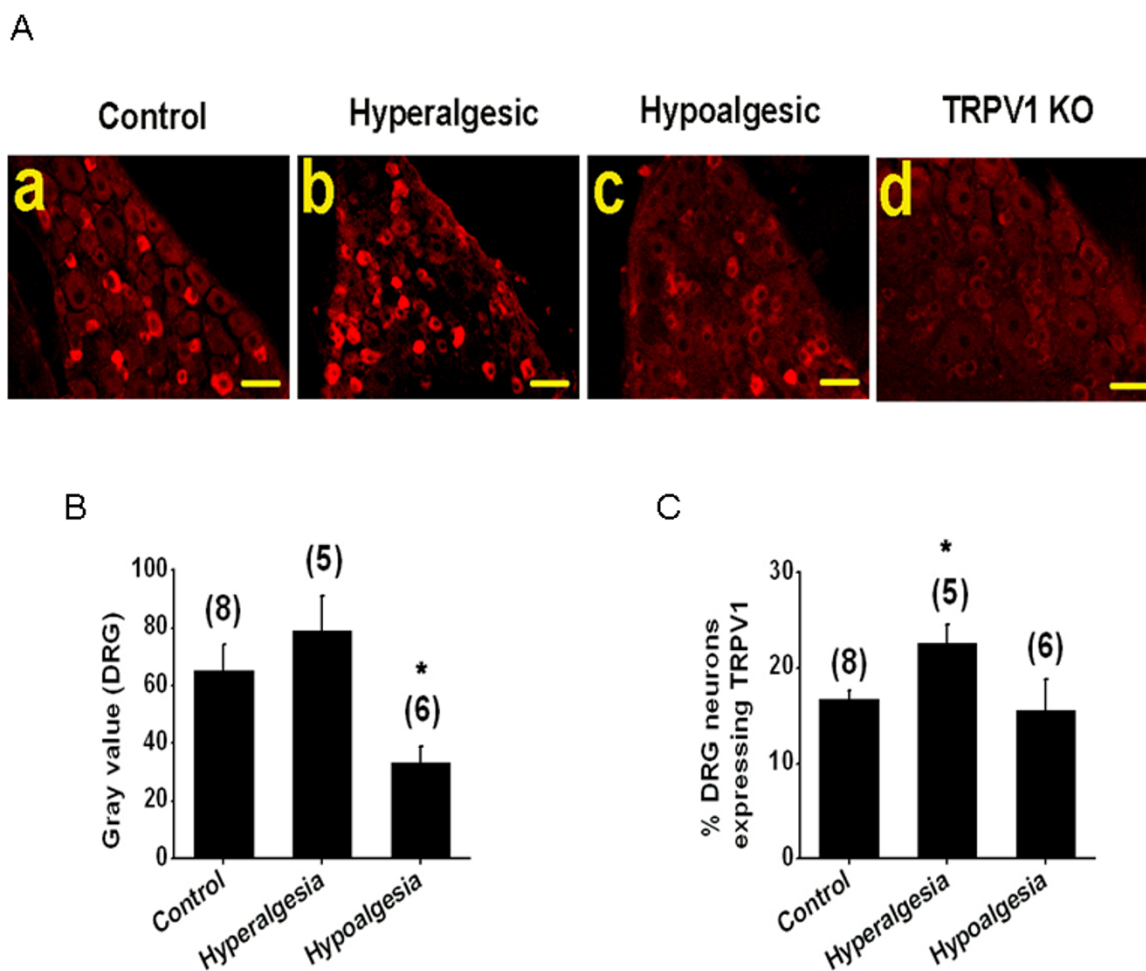 A
Control Hyperalgesic Hypoalgesic TRPV1 KO
a b c d
B
Gray value (DRG)
100
80
60
40
20
0
(8) (5) * (6)
Control Hyperalgesia Hypoalgesia
C
% DRG neurons
expressing TRPV1
30
20
10
0
(8) * (5) (6)
Control Hyperalgesia Hypoalgesia